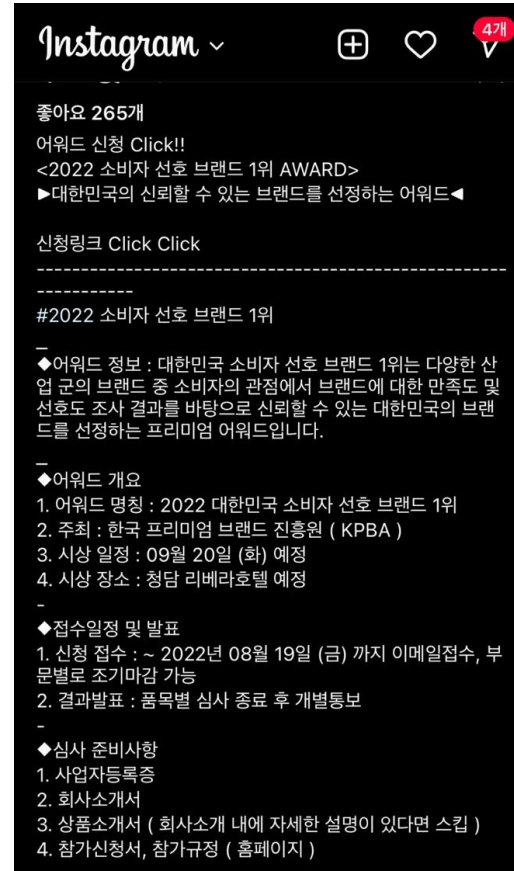 Instagram
4개
좋아요 265개
어워드 신청 Click!!
<2022 소비자 선호 브랜드 1위 AWARD>
▶대한민국의 신뢰할 수 있는 브랜드를 선정하는 어워드◀
신청링크 Click Click
-----------------------------------------------------
-----------
#2022 소비자 선호 브랜드 1위
_
◆어워드 정보 : 대한민국 소비자 선호 브랜드 1위는 다양한 산
업 군의 브랜드 중 소비자의 관점에서 브랜드에 대한 만족도 및
선호도 조사 결과를 바탕으로 신뢰할 수 있는 대한민국의 브랜
드를 선정하는 프리미엄 어워드입니다.
_
◆어워드 개요
1. 어워드 명칭 : 2022 대한민국 소비자 선호 브랜드 1위
2. 주최 : 한국 프리미엄 브랜드 진흥원 ( KPBA )
3. 시상 일정 : 09월 20일 (화) 예정
4. 시상 장소 : 청담 리베라호텔 예정
-
◆접수일정 및 발표
1. 신청 접수 : ~ 2022년 08월 19일 (금) 까지 이메일접수, 부
문별로 조기마감 가능
2. 결과발표 : 품목별 심사 종료 후 개별통보
-
◆심사 준비사항
1. 사업자등록증
2. 회사소개서
3. 상품소개서 ( 회사소개 내에 자세한 설명이 있다면 스킵 )
4. 참가신청서, 참가규정 ( 홈페이지 )